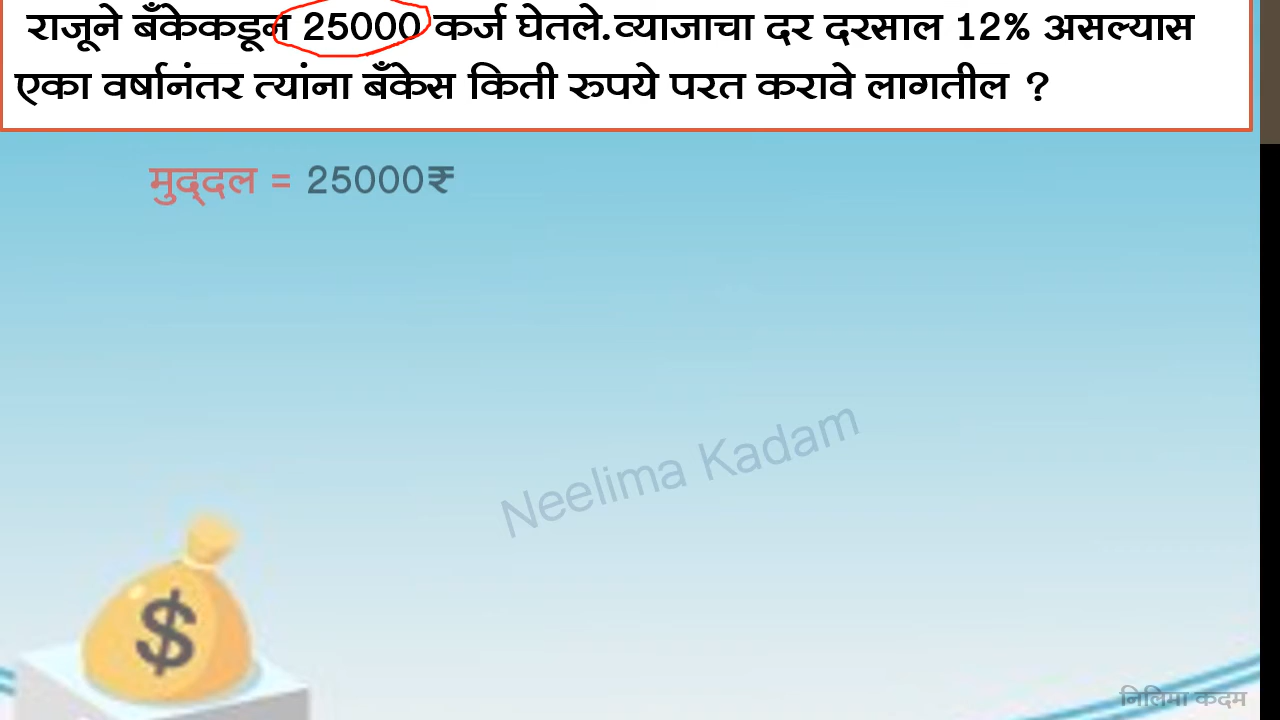 राजूने बँकेकडून 25000 कर्ज घेतले.व्याजाचा दर दरसाल 12% असल्यास
एका वर्षानंतर त्यांना बँकेस किती रुपये परत करावे लागतील ?
मुद्‌दल = 25000₹
Neelima Kadam
$
निलिमा कदम